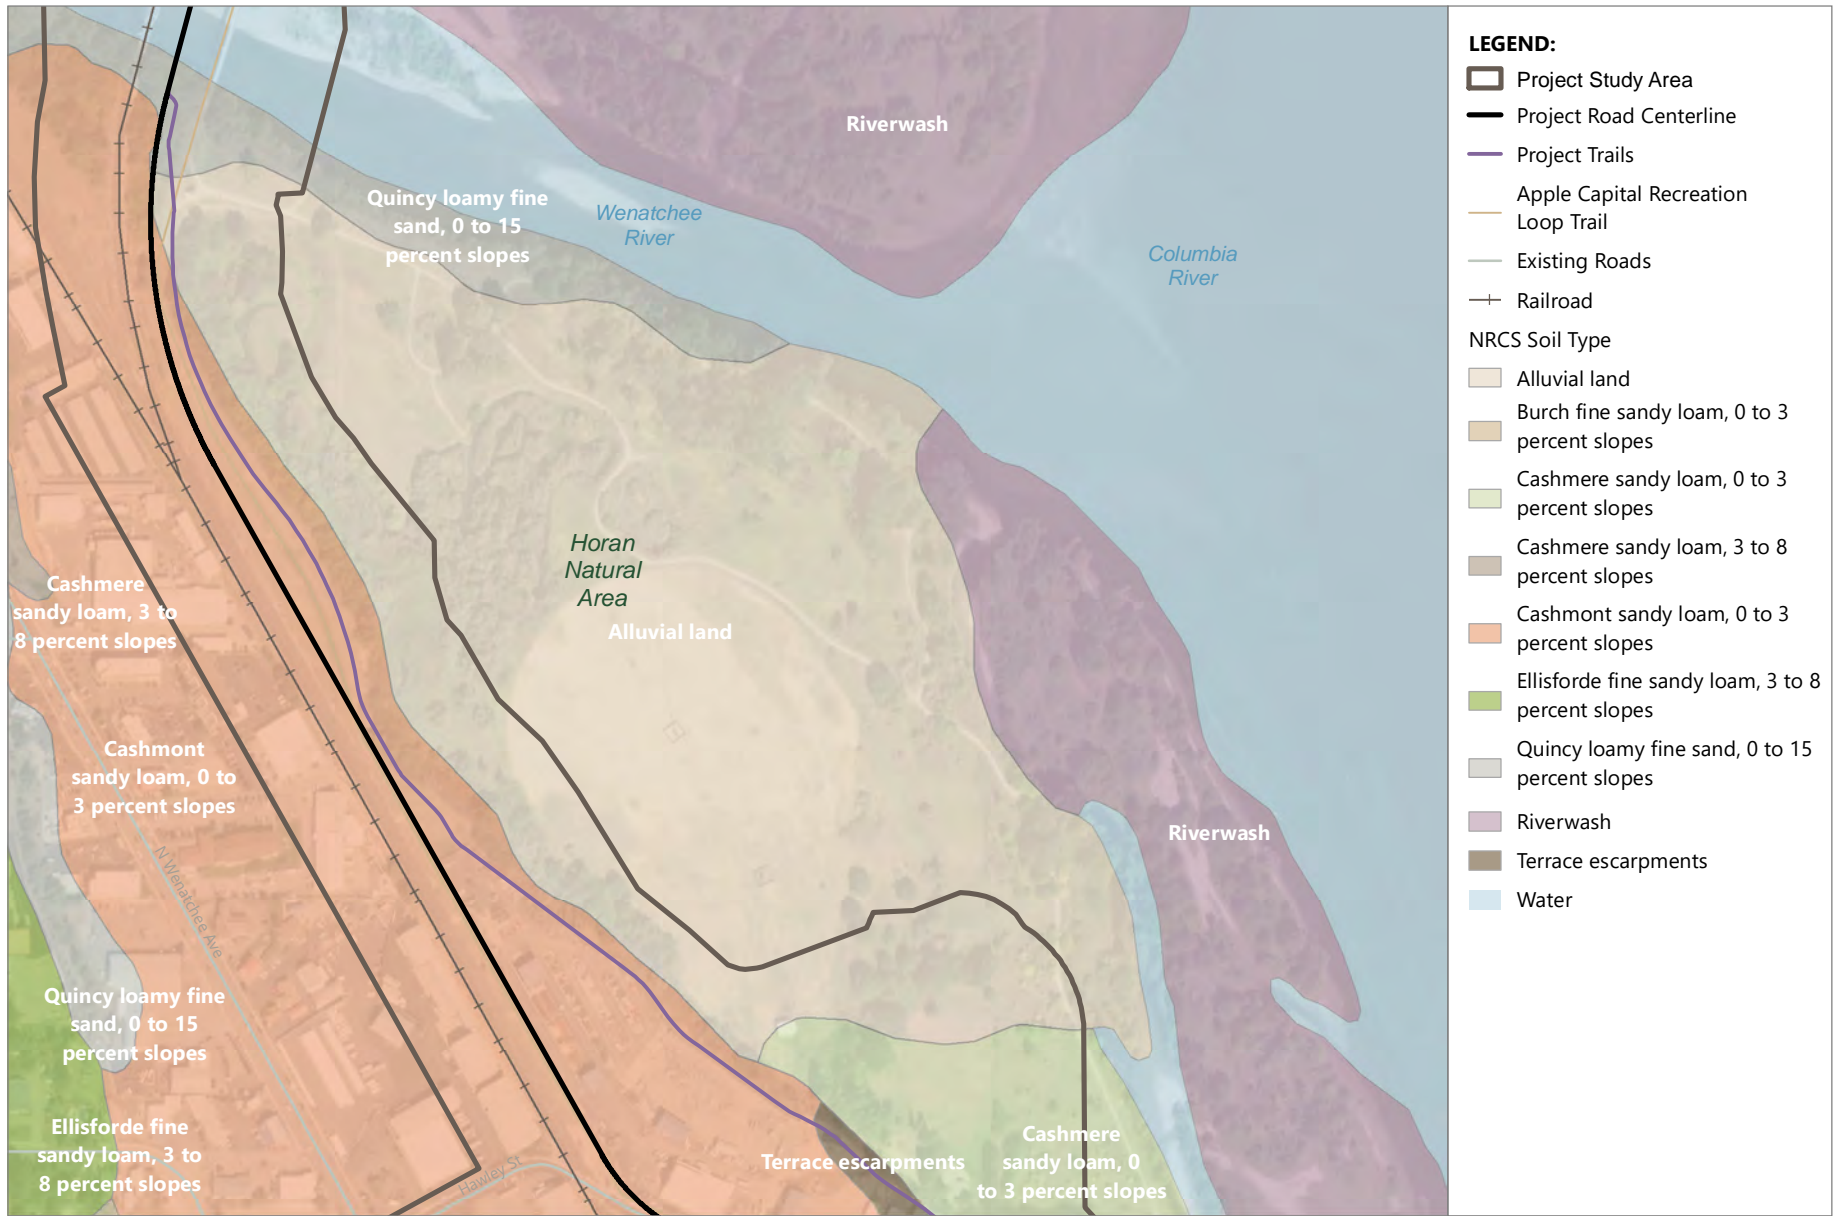 Riverwash
Quincy loamy fine
sand, 0 to 15
percent slopes
Wenatchee
River
Columbia
River
Horan
Natural
Area
Alluvial land
Cashmere
sandy loam, 3 to
8 percent slopes
Cashmont
sandy loam, 0 to
3 percent slopes
Riverwash
N Wenatchee Ave
Quincy loamy fine
sand, 0 to 15
percent slopes
Ellisforde fine
sandy loam, 3 to
8 percent slopes
Hawley St
Terrace escarpments
Cashmere
sandy loam, 0
to 3 percent slopes
LEGEND:
Project Study Area
Project Road Centerline
Project Trails
Apple Capital Recreation
Loop Trail
Existing Roads
Railroad
NRCS Soil Type
Alluvial land
Burch fine sandy loam, 0 to 3
percent slopes
Cashmere sandy loam, 0 to 3
percent slopes
Cashmere sandy loam, 3 to 8
percent slopes
Cashmont sandy loam, 0 to 3
percent slopes
Ellisforde fine sandy loam, 3 to 8
percent slopes
Quincy loamy fine sand, 0 to 15
percent slopes
Riverwash
Terrace escarpments
Water